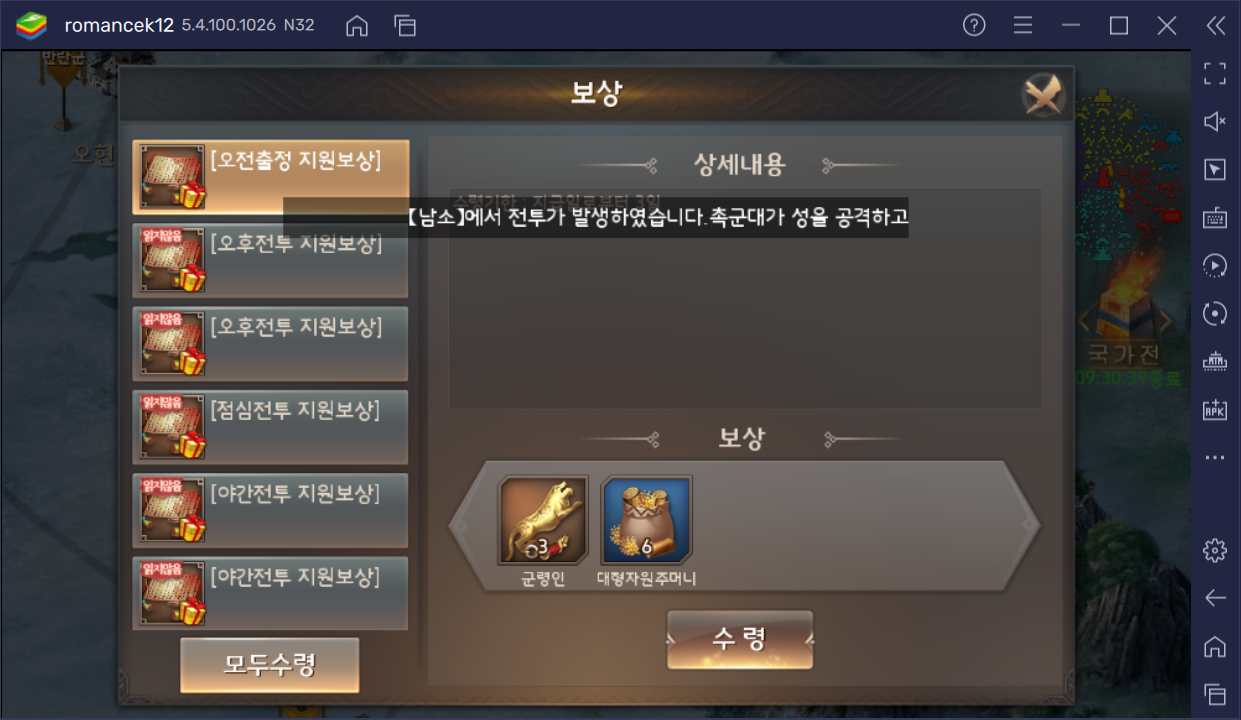 romancek12 5.4.100.1026 N32
보상
오현
[오전출정 지원보상]
읽지않음
[오후전투 지원보상]
읽지않음
[오후전투 지원보상]
읽지않음
[점심전투 지원보상]
읽지않음
[야간전투 지원보상]
읽지않음
[야간전투 지원보상]
모두수령
상세내용
수령기한 : 지급일로부터 3일
【남소】에서 전투가 발생하였습니다.촉군대가 성을 공격하고
보상
3
6
군령인
대형자원주머니
수령
국가전
09:30:39종료